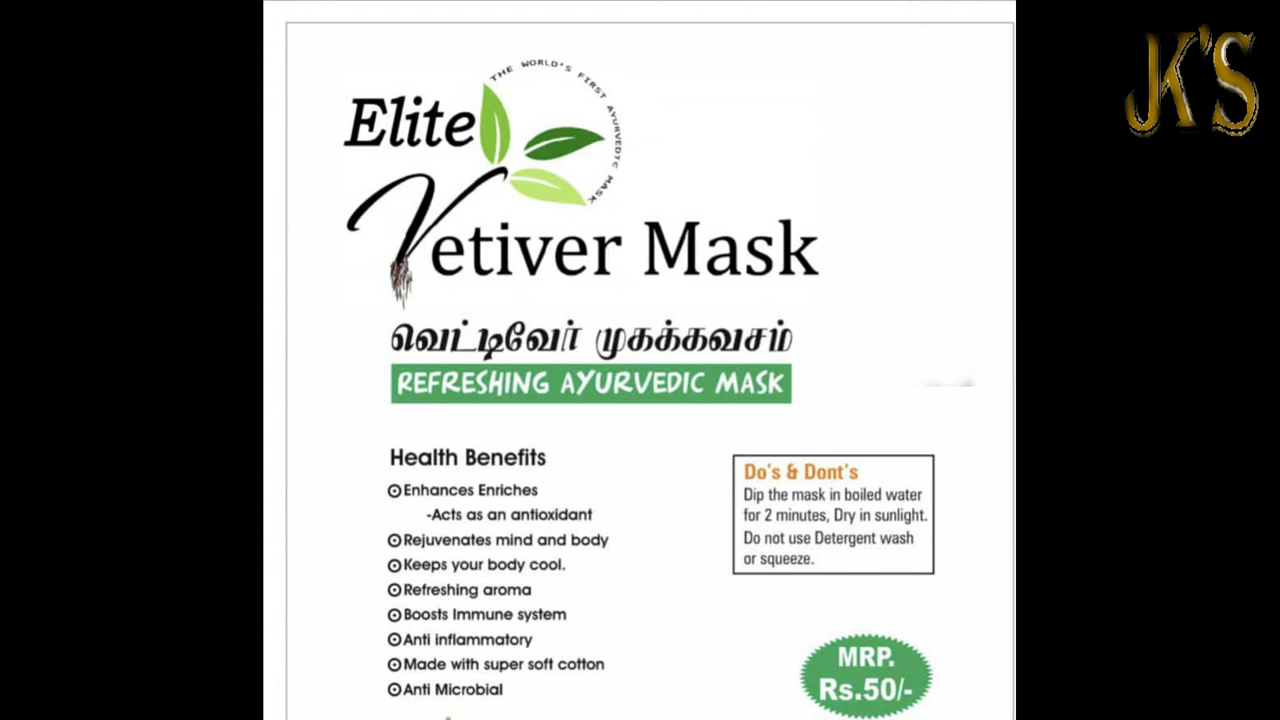 JK'S
THE WORLD'S FIRST AYURVEDIC MASK
Elite
Vetiver Mask
வெட்டிவேர் முகக்கவசம்
REFRESHING AYURVEDIC MASK
Health Benefits
Enhances Enriches
-Acts as an antioxidant
Rejuvenates mind and body
Keeps your body cool.
Refreshing aroma
Boosts Immune system
Anti inflammatory
Made with super soft cotton
Anti Microbial
Do's & Dont's
Dip the mask in boiled water
for 2 minutes, Dry in sunlight.
Do not use Detergent wash
or squeeze.
MRP.
Rs.50/-